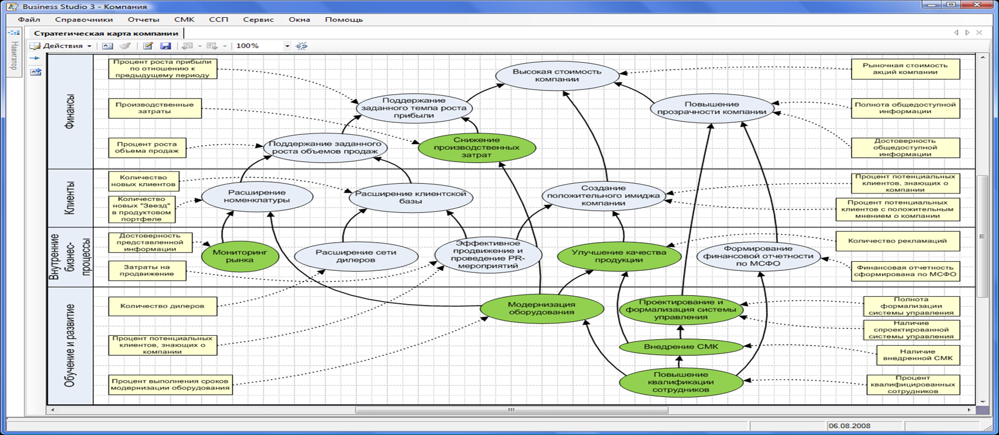 Business Studio 3 - Компания
Файл Справочники Отчеты СМК ССП Сервис Окна Помощь
Навигатор
Стратегическая карта компании
Действия 100%
Финансы
Процент роста прибыли
по отношению к
предыдущему периоду
Высокая стоимость
компании
Рыночная стоимость
акций компании
Производственные
затраты
Поддержание
заданного темпа роста
прибыли
Повышение
прозрачности компании
Полнота общедоступной
информации
Процент роста
объема продаж
Поддержание заданного
роста объемов продаж
Снижение
производственных
затрат
Достоверность
общедоступной
информации
Клиенты
Количество
новых клиентов
Количество
новых "Звезд"
в продуктовом
портфеле
Расширение
номенклатуры
Расширение клиентской
базы
Создание
положительного имиджа
компании
Процент потенциальных
клиентов, знающих о
компании
Процент потенциальных
клиентов с положительным
мнением о компании
Внутренние
бизнес-
процессы
Достоверность
представленной
информации
Затраты на
продвижение
Мониторинг
рынка
Расширение сети
дилеров
Эффективное
продвижение и
проведение PR-
мероприятий
Улучшение качества
продукции
Формирование
финансовой отчетности
по МСФО
Количество рекламаций
Финансовая отчетность
сформирована по МСФО
Обучение и развитие
Количество дилеров
Процент потенциальных
клиентов, знающих о
компании
Процент выполнения сроков
модернизации оборудования
Модернизация
оборудования
Проектирование и
формализация системы
управления
Внедрение СМК
Повышение
квалификации
сотрудников
Полнота
формализации
системы управления
Наличие
спроектированной
системы управления
Наличие
внедренной СМК
Процент
квалифицированных
сотрудников
06.08.2008